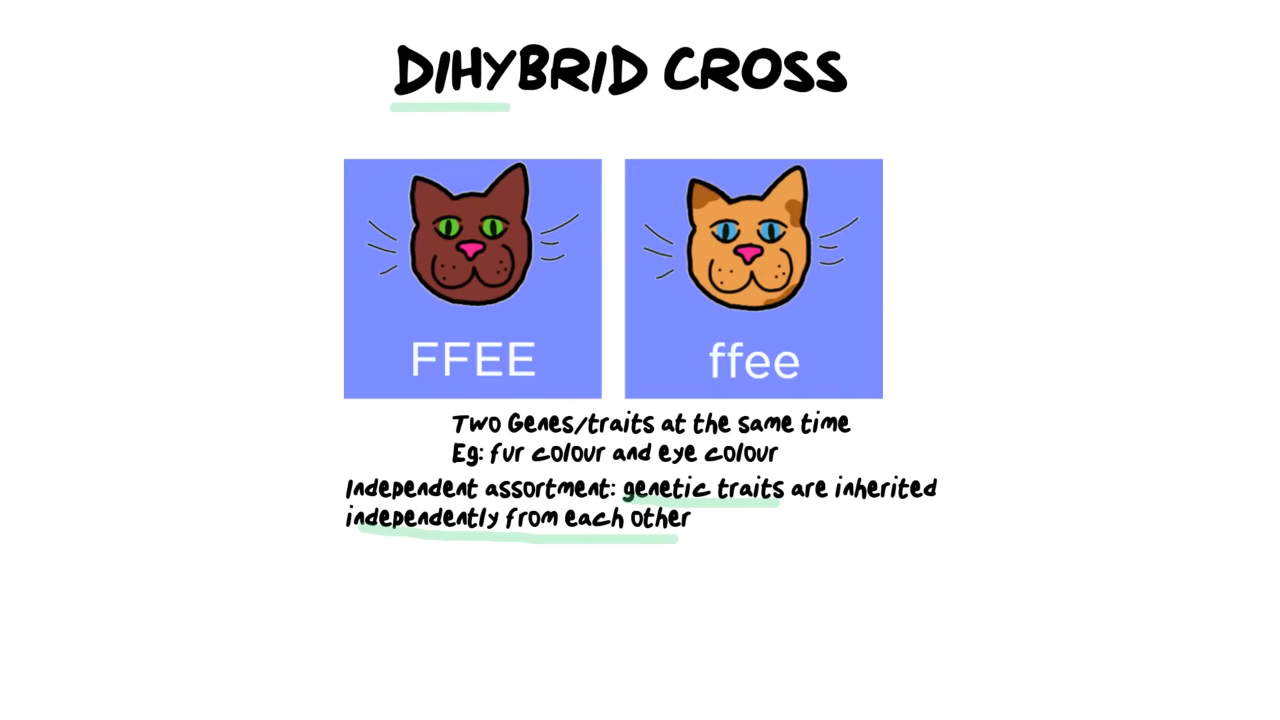 DIHYBRID CROSS
FFEE
ffee
Two Genes/traits at the same time
Eg: fur colour and eye colour
Independent assortment: genetic traits are inherited
independently from each other